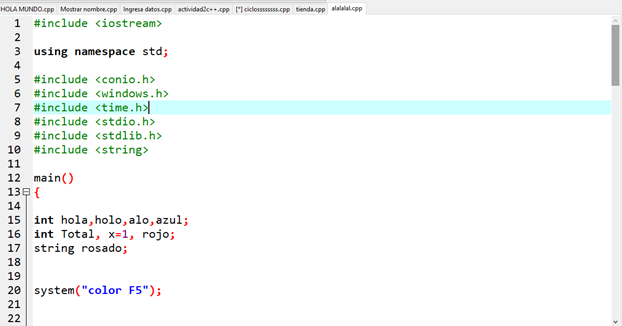 HOLA MUNDO.cpp Mostrar nombre.cpp Ingresa datos.cpp actividad2c++.cpp [*] ciclosssssss.cpp tienda.cpp alalalal.cpp
1 #include <iostream>
2
3 using namespace std;
4
5 #include <conio.h>
6 #include <windows.h>
7 #include <time.h>
8 #include <stdio.h>
9 #include <stdlib.h>
10 #include <string>
11
12 main()
13 {
14
15 int hola,holo,alo,azul;
16 int Total, x=1, rojo;
17 string rosado;
18
19
20 system("color F5");
21
22